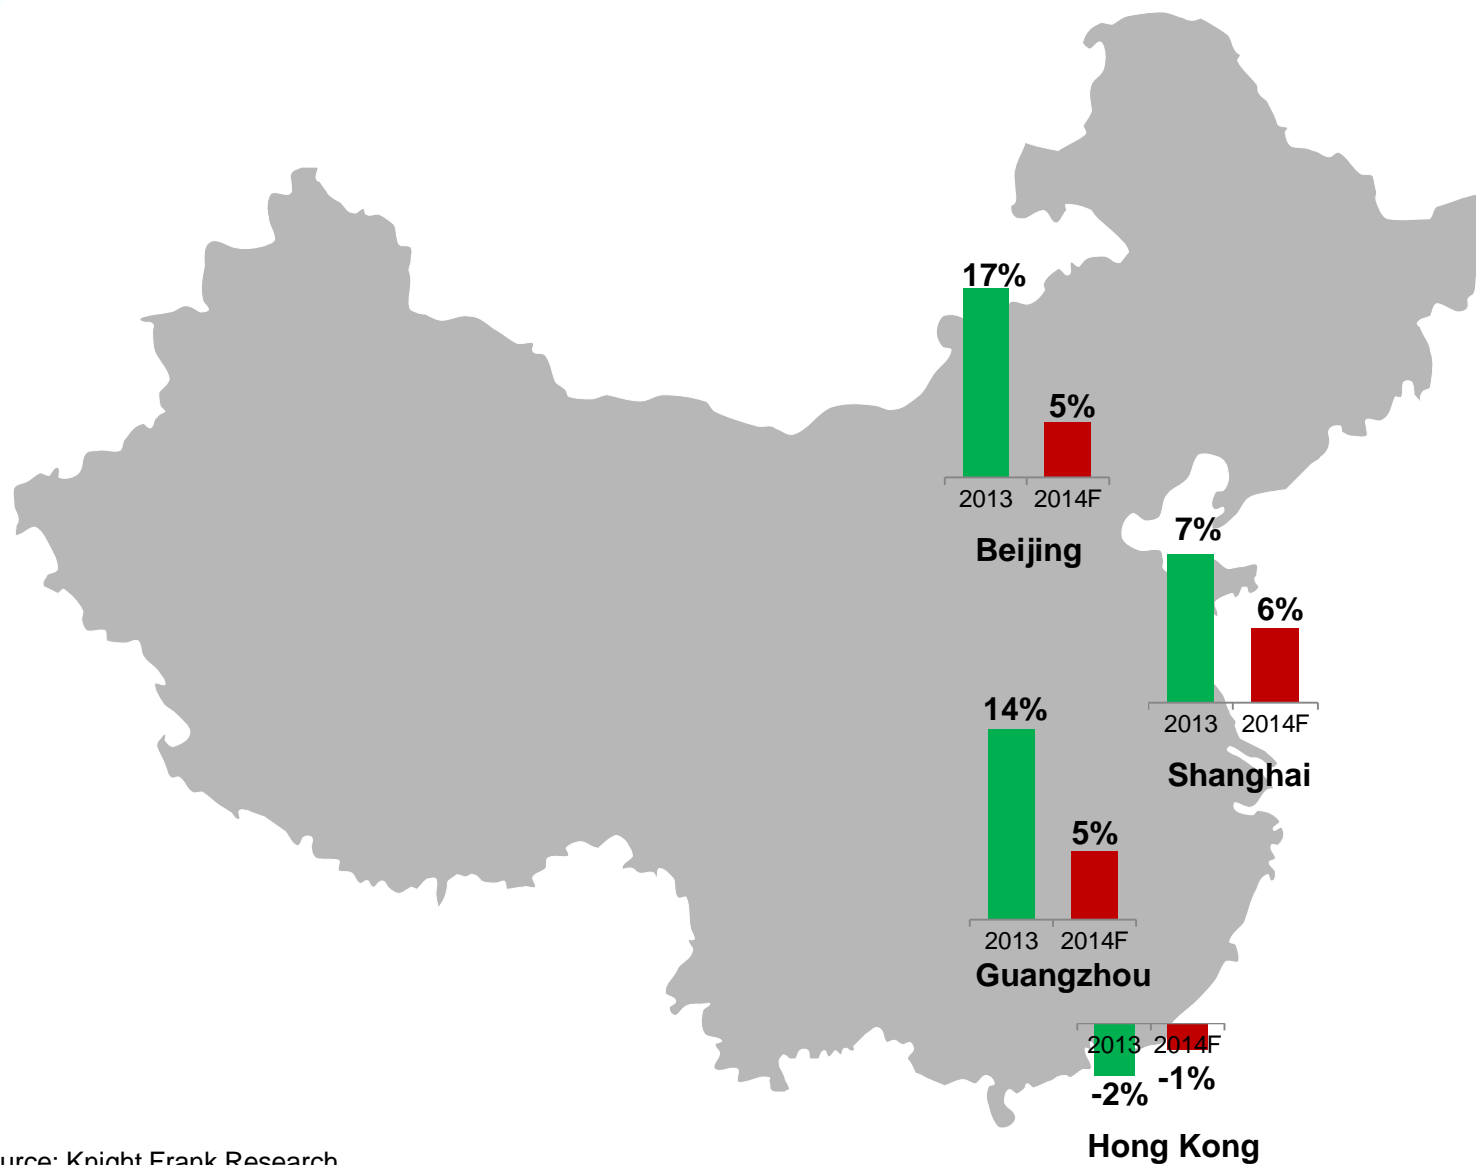 17%
5%
2013 2014F
Beijing
7%
6%
2013 2014F
Shanghai
14%
5%
2013 2014F
Guangzhou
2013 2014F
-2% -1%
Hong Kong
urce: Knight Frank Research